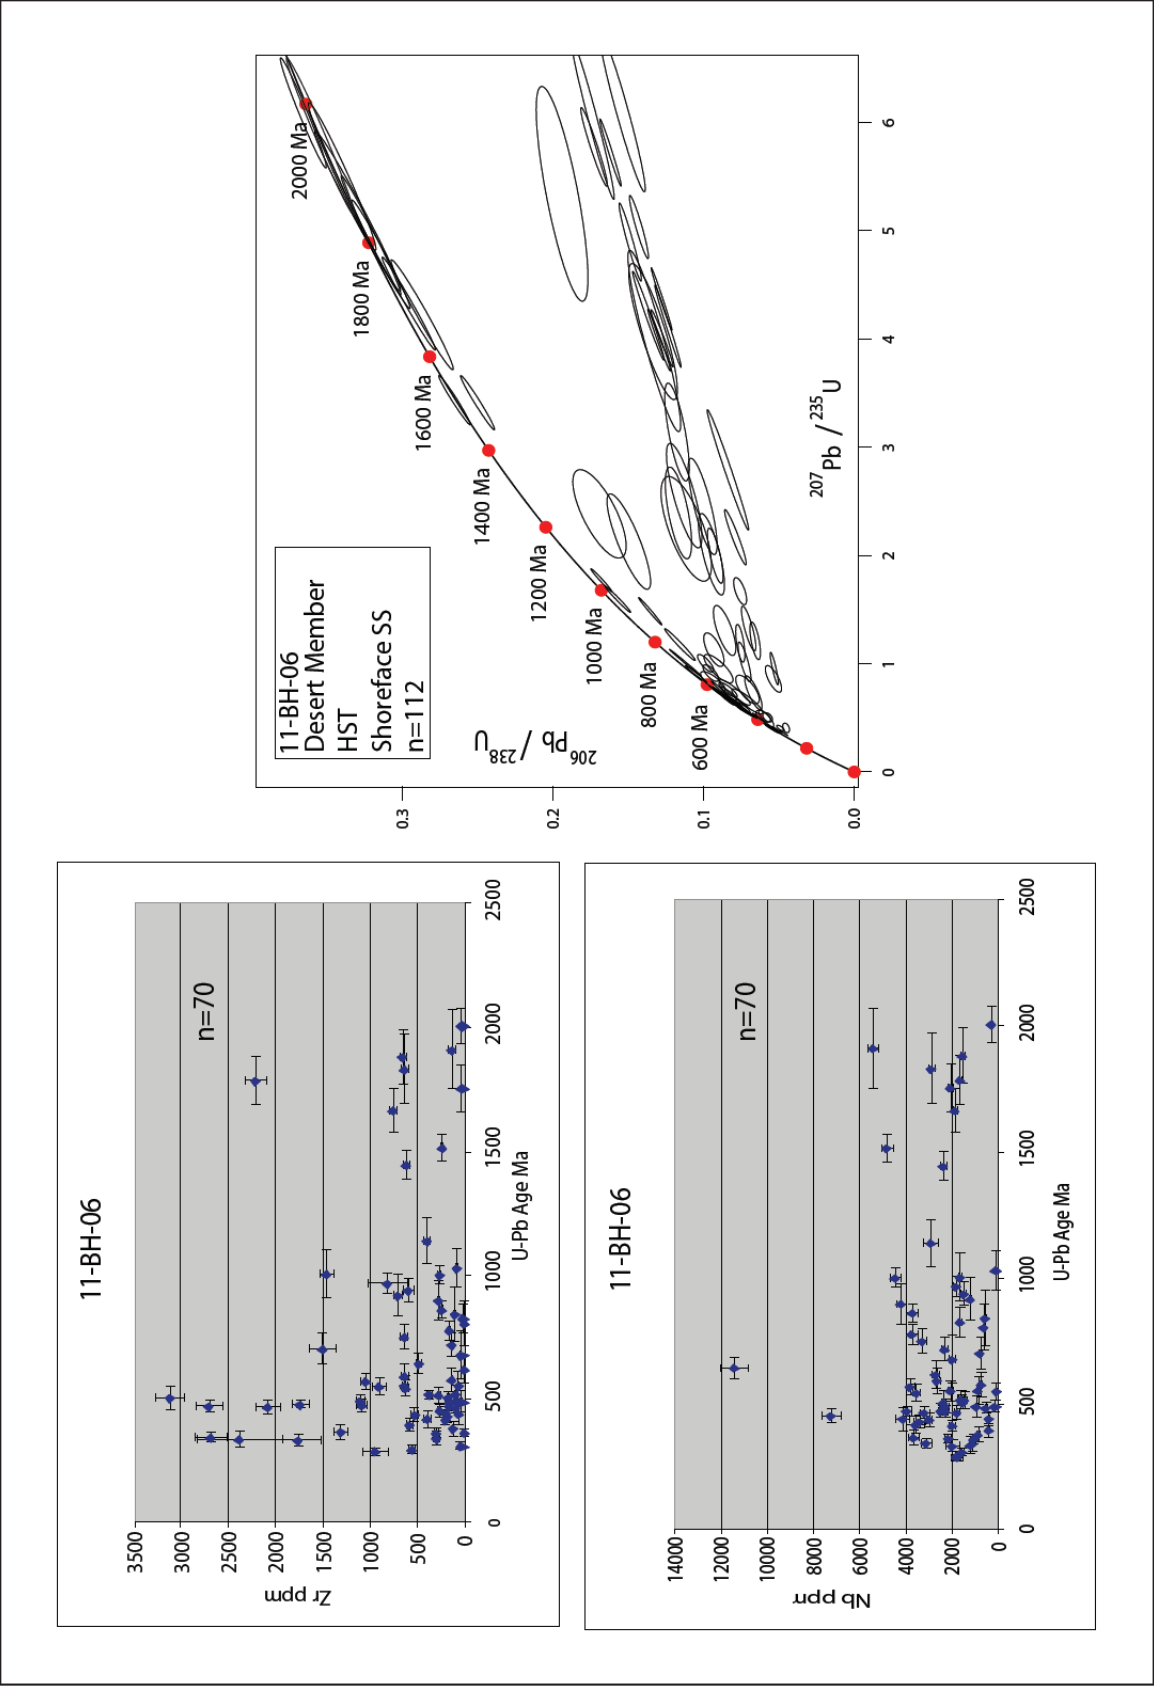 11-BH-06
Zr ppm
3500
3000
2500
2000
1500
1000
500
0
n=70
0
500
1000
1500
2000
2500
U-Pb Age Ma
11-BH-06
Nb ppm
14000
12000
10000
8000
6000
4000
2000
0
n=70
0
500
1000
1500
2000
2500
U-Pb Age Ma
11-BH-06
Desert Member
HST
Shoreface SS
n=112
206Pb / 238U
0.3
0.2
0.1
0.0
2000 Ma
1800 Ma
1600 Ma
1400 Ma
1200 Ma
1000 Ma
800 Ma
600 Ma
0
1
2
3
4
5
6
207Pb / 235U